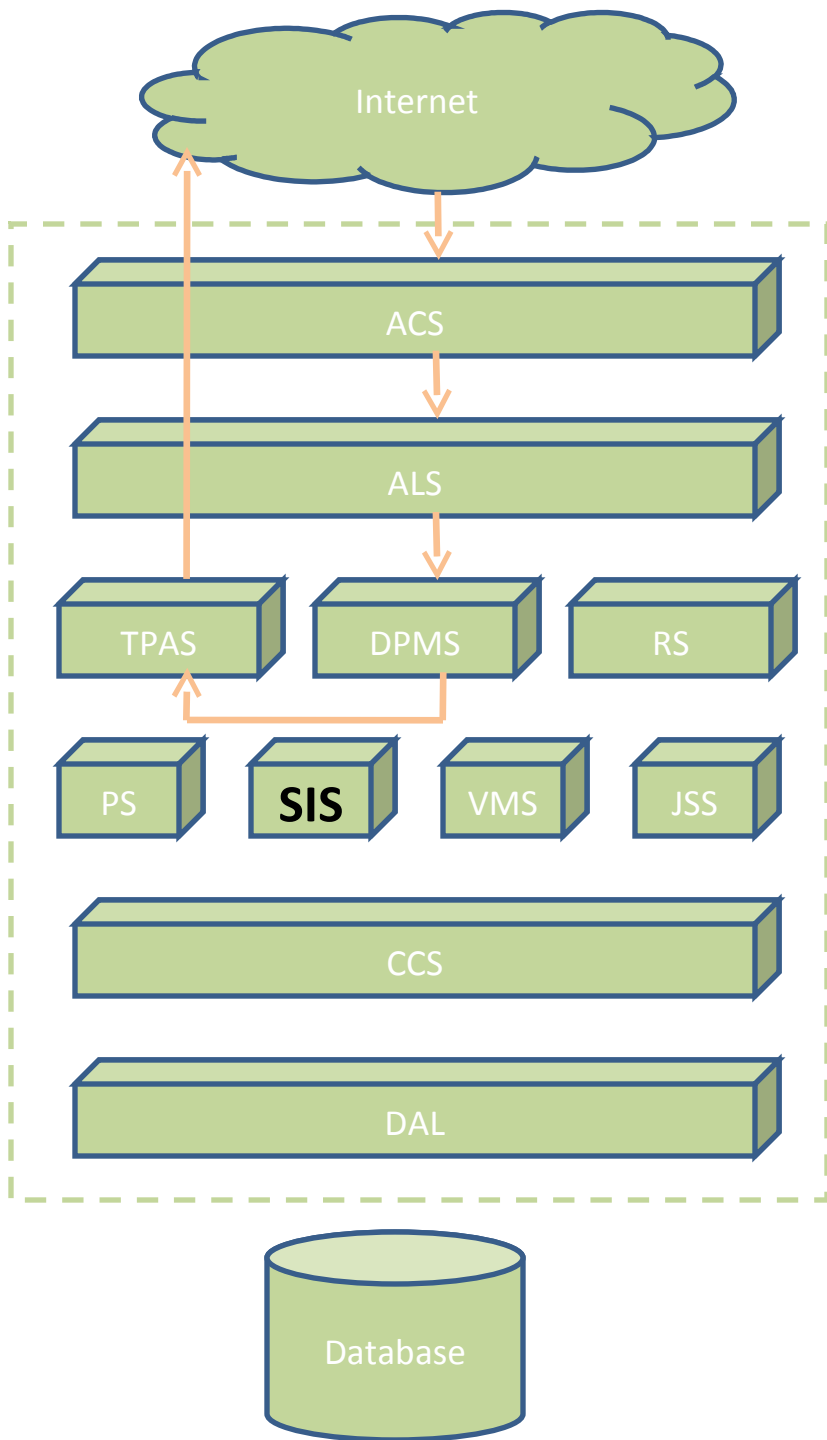 Internet
ACS
ALS
TPAS DPMS RS
PS SIS VMS JSS
CCS
DAL
Database